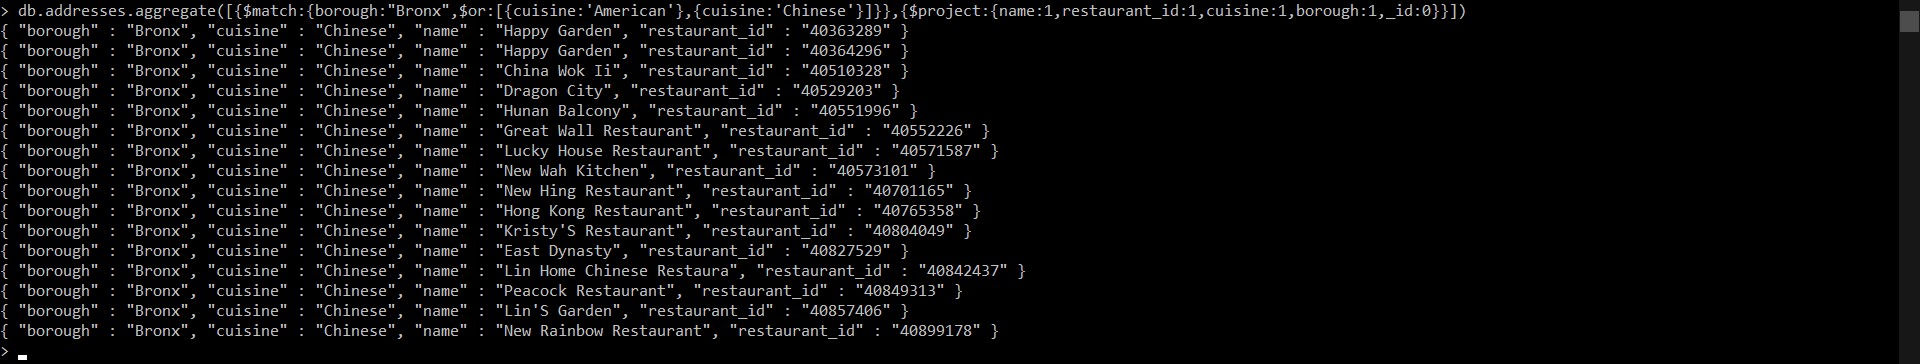 > db.addresses.aggregate([{$match:{borough:"Bronx",$or:[{cuisine:'American'},{cuisine:'Chinese'}]}},{$project:{name:1,restaurant_id:1,cuisine:1,borough:1,_id:0}}])
{ "borough" : "Bronx", "cuisine" : "Chinese", "name" : "Happy Garden", "restaurant_id" : "40363289" }
{ "borough" : "Bronx", "cuisine" : "Chinese", "name" : "Happy Garden", "restaurant_id" : "40364296" }
{ "borough" : "Bronx", "cuisine" : "Chinese", "name" : "China Wok Ii", "restaurant_id" : "40510328" }
{ "borough" : "Bronx", "cuisine" : "Chinese", "name" : "Dragon City", "restaurant_id" : "40529203" }
{ "borough" : "Bronx", "cuisine" : "Chinese", "name" : "Hunan Balcony", "restaurant_id" : "40551996" }
{ "borough" : "Bronx", "cuisine" : "Chinese", "name" : "Great Wall Restaurant", "restaurant_id" : "40552226" }
{ "borough" : "Bronx", "cuisine" : "Chinese", "name" : "Lucky House Restaurant", "restaurant_id" : "40571587" }
{ "borough" : "Bronx", "cuisine" : "Chinese", "name" : "New Wah Kitchen", "restaurant_id" : "40573101" }
{ "borough" : "Bronx", "cuisine" : "Chinese", "name" : "New Hing Restaurant", "restaurant_id" : "40701165" }
{ "borough" : "Bronx", "cuisine" : "Chinese", "name" : "Hong Kong Restaurant", "restaurant_id" : "40765358" }
{ "borough" : "Bronx", "cuisine" : "Chinese", "name" : "Kristy'S Restaurant", "restaurant_id" : "40804049" }
{ "borough" : "Bronx", "cuisine" : "Chinese", "name" : "East Dynasty", "restaurant_id" : "40827529" }
{ "borough" : "Bronx", "cuisine" : "Chinese", "name" : "Lin Home Chinese Restaura", "restaurant_id" : "40842437" }
{ "borough" : "Bronx", "cuisine" : "Chinese", "name" : "Peacock Restaurant", "restaurant_id" : "40849313" }
{ "borough" : "Bronx", "cuisine" : "Chinese", "name" : "Lin'S Garden", "restaurant_id" : "40857406" }
{ "borough" : "Bronx", "cuisine" : "Chinese", "name" : "New Rainbow Restaurant", "restaurant_id" : "40899178" }
>